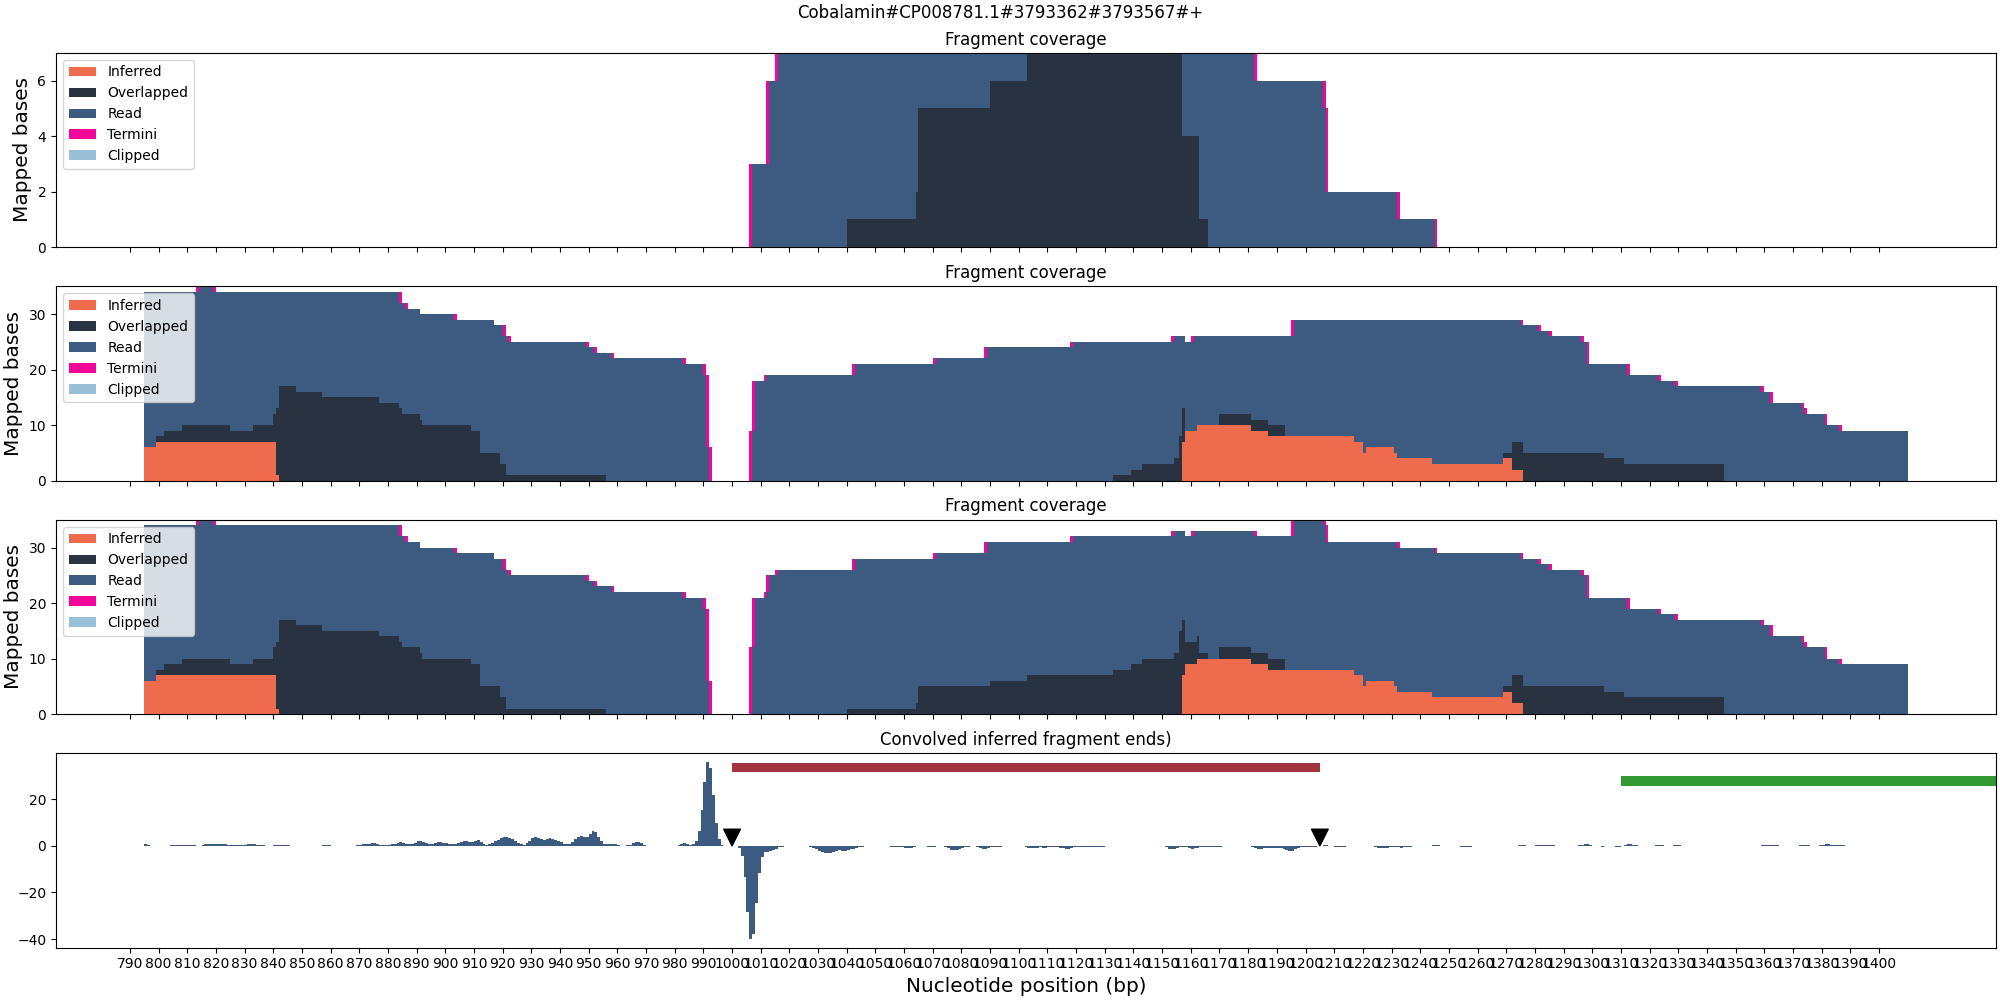 Cobalamin#CP008781.1#3793362#3793567#+
Fragment coverage
Mapped bases
6
4
2
0
Inferred
Overlapped
Read
Termini
Clipped
Fragment coverage
Mapped bases
30
20
10
0
Inferred
Overlapped
Read
Termini
Clipped
Fragment coverage
Mapped bases
30
20
10
0
Inferred
Overlapped
Read
Termini
Clipped
Convolved inferred fragment ends)
20
0
−20
−40
790 800 810 820 830 840 850 860 870 880 890 900 910 920 930 940 950 960 970 980 990 1000 1010 1020 1030 1040 1050 1060 1070 1080 1090 1100 1110 1120 1130 1140 1150 1160 1170 1180 1190 1200 1210 1220 1230 1240 1250 1260 1270 1280 1290 1300 1310 1320 1330 1340 1350 1360 1370 1380 1390 1400
Nucleotide position (bp)